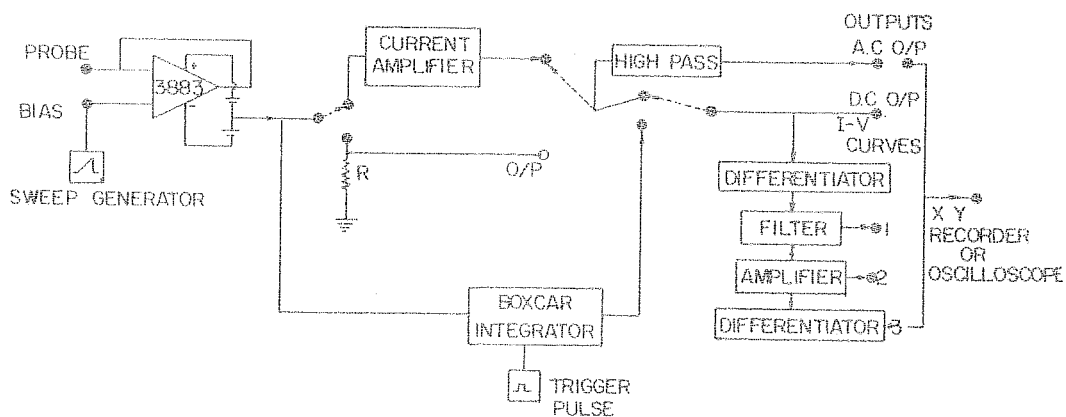 PROBE
BIAS
3883
+
SWEEP GENERATOR
CURRENT
AMPLIFIER
R
O/P
BOXCAR
INTEGRATOR
TRIGGER
PULSE
HIGH PASS
OUTPUTS
A.C O/P
D.C O/P
I-V
CURVES
DIFFERENTIATOR
FILTER
1
AMPLIFIER
2
DIFFERENTIATOR
3
X Y
RECORDER
OR
OSCILLOSCOPE